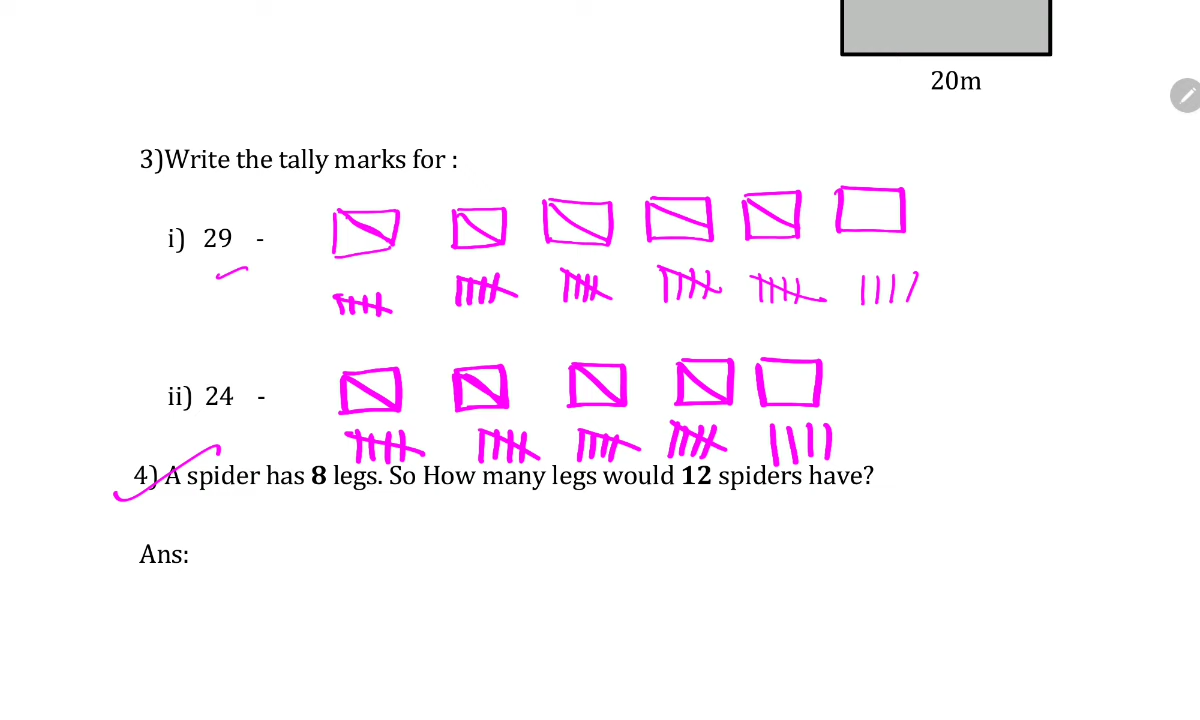 20m
3)Write the tally marks for :
i) 29 -
ii) 24 -
4) A spider has 8 legs. So How many legs would 12 spiders have?
Ans: